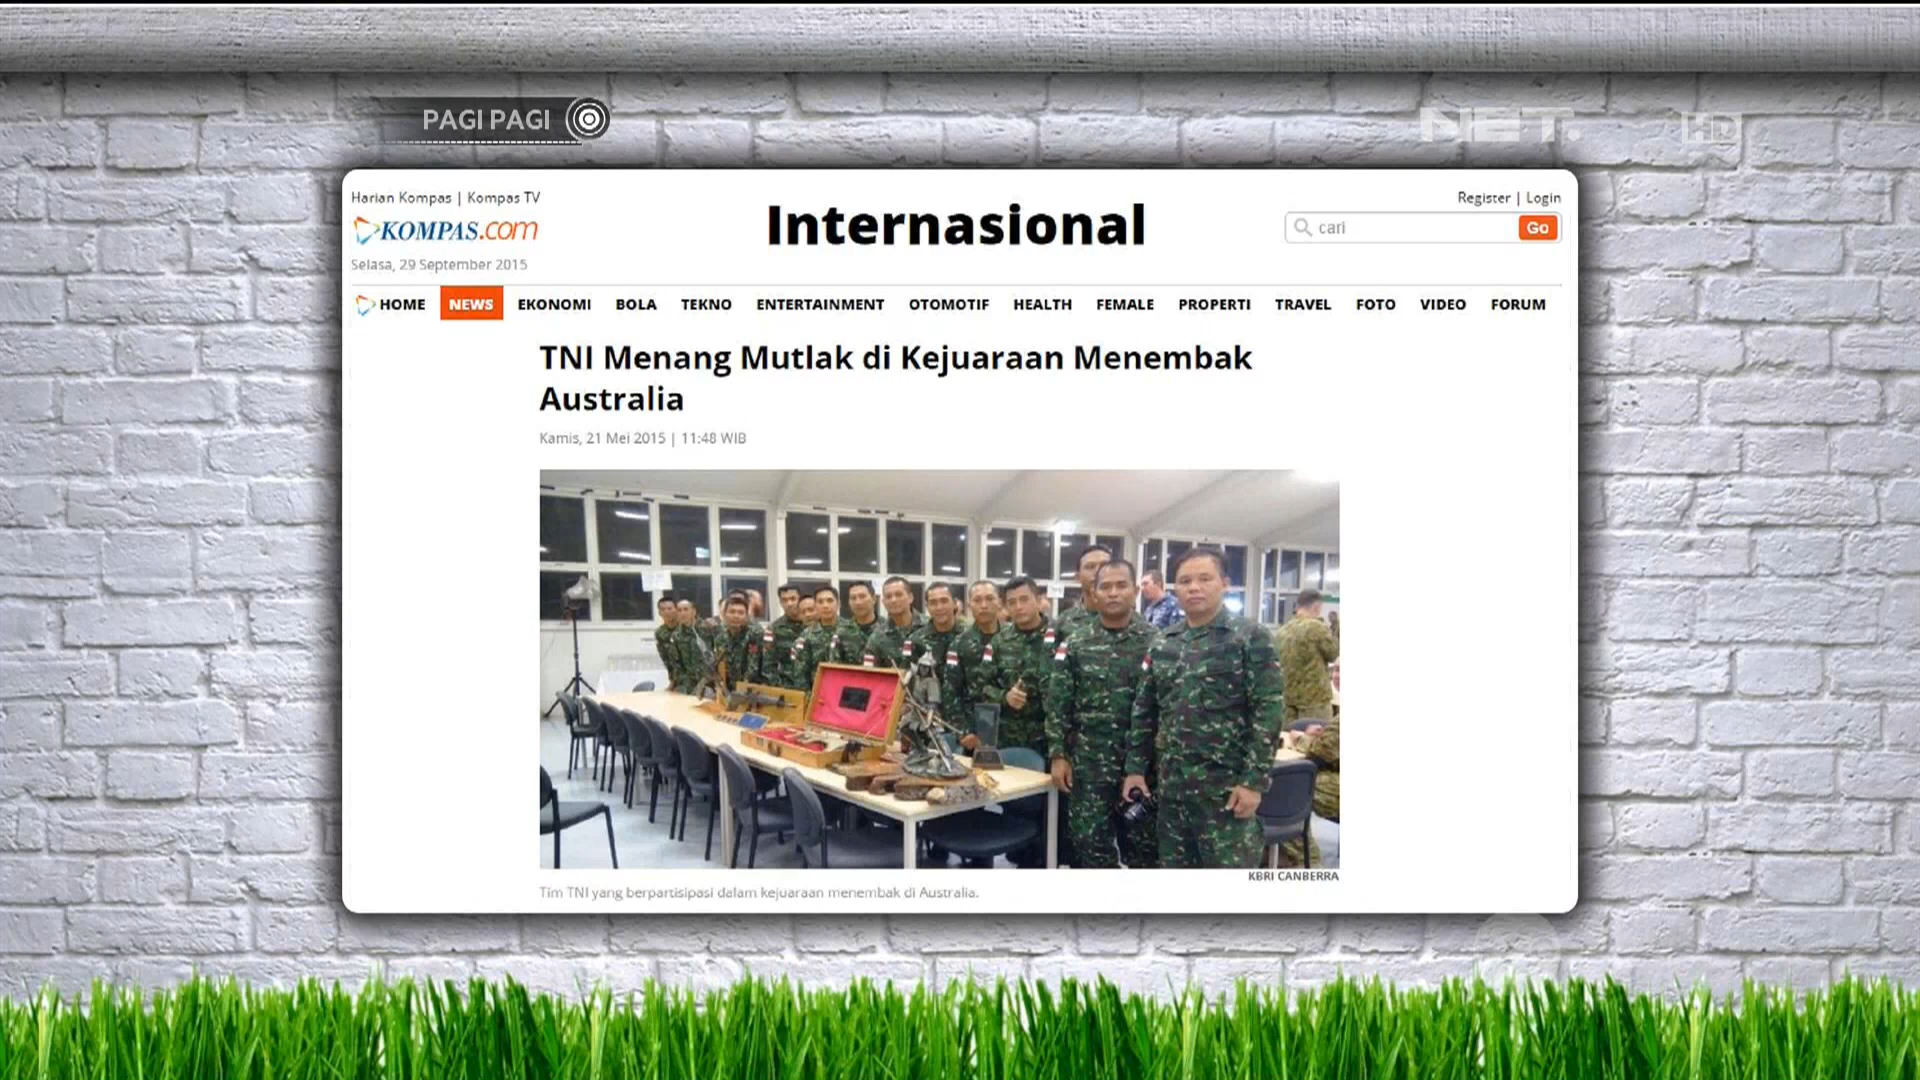 PAGI PAGI
NET.
HD
Harian Kompas | Kompas TV
Register | Login
KOMPAS.com
Internasional
cari
Go
Selasa, 29 September 2015
HOME NEWS EKONOMI BOLA TEKNO ENTERTAINMENT OTOMOTIF HEALTH FEMALE PROPERTI TRAVEL FOTO VIDEO FORUM
TNI Menang Mutlak di Kejuaraan Menembak
Australia
Kamis, 21 Mei 2015 | 11:48 WIB
KBRI CANBERRA
Tim TNI yang berpartisipasi dalam kejuaraan menembak di Australia.